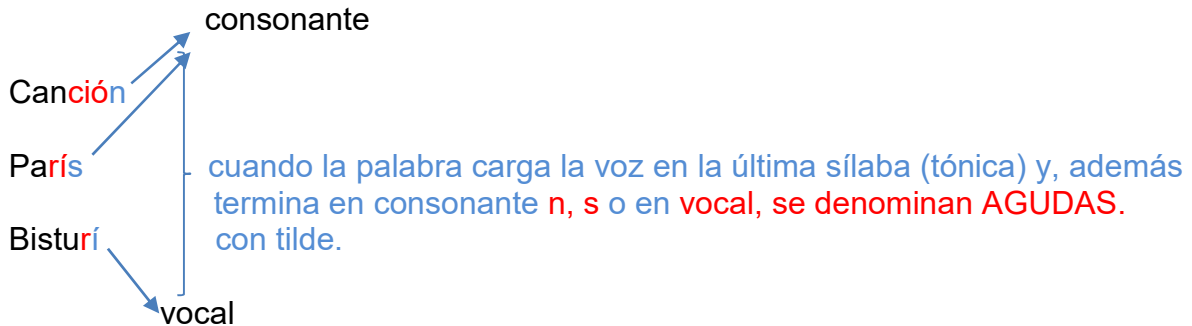 consonante
Canción
París
cuando la palabra carga la voz en la última sílaba (tónica) y, además
termina en consonante n, s o en vocal, se denominan AGUDAS.
Bisturí
con tilde.
vocal